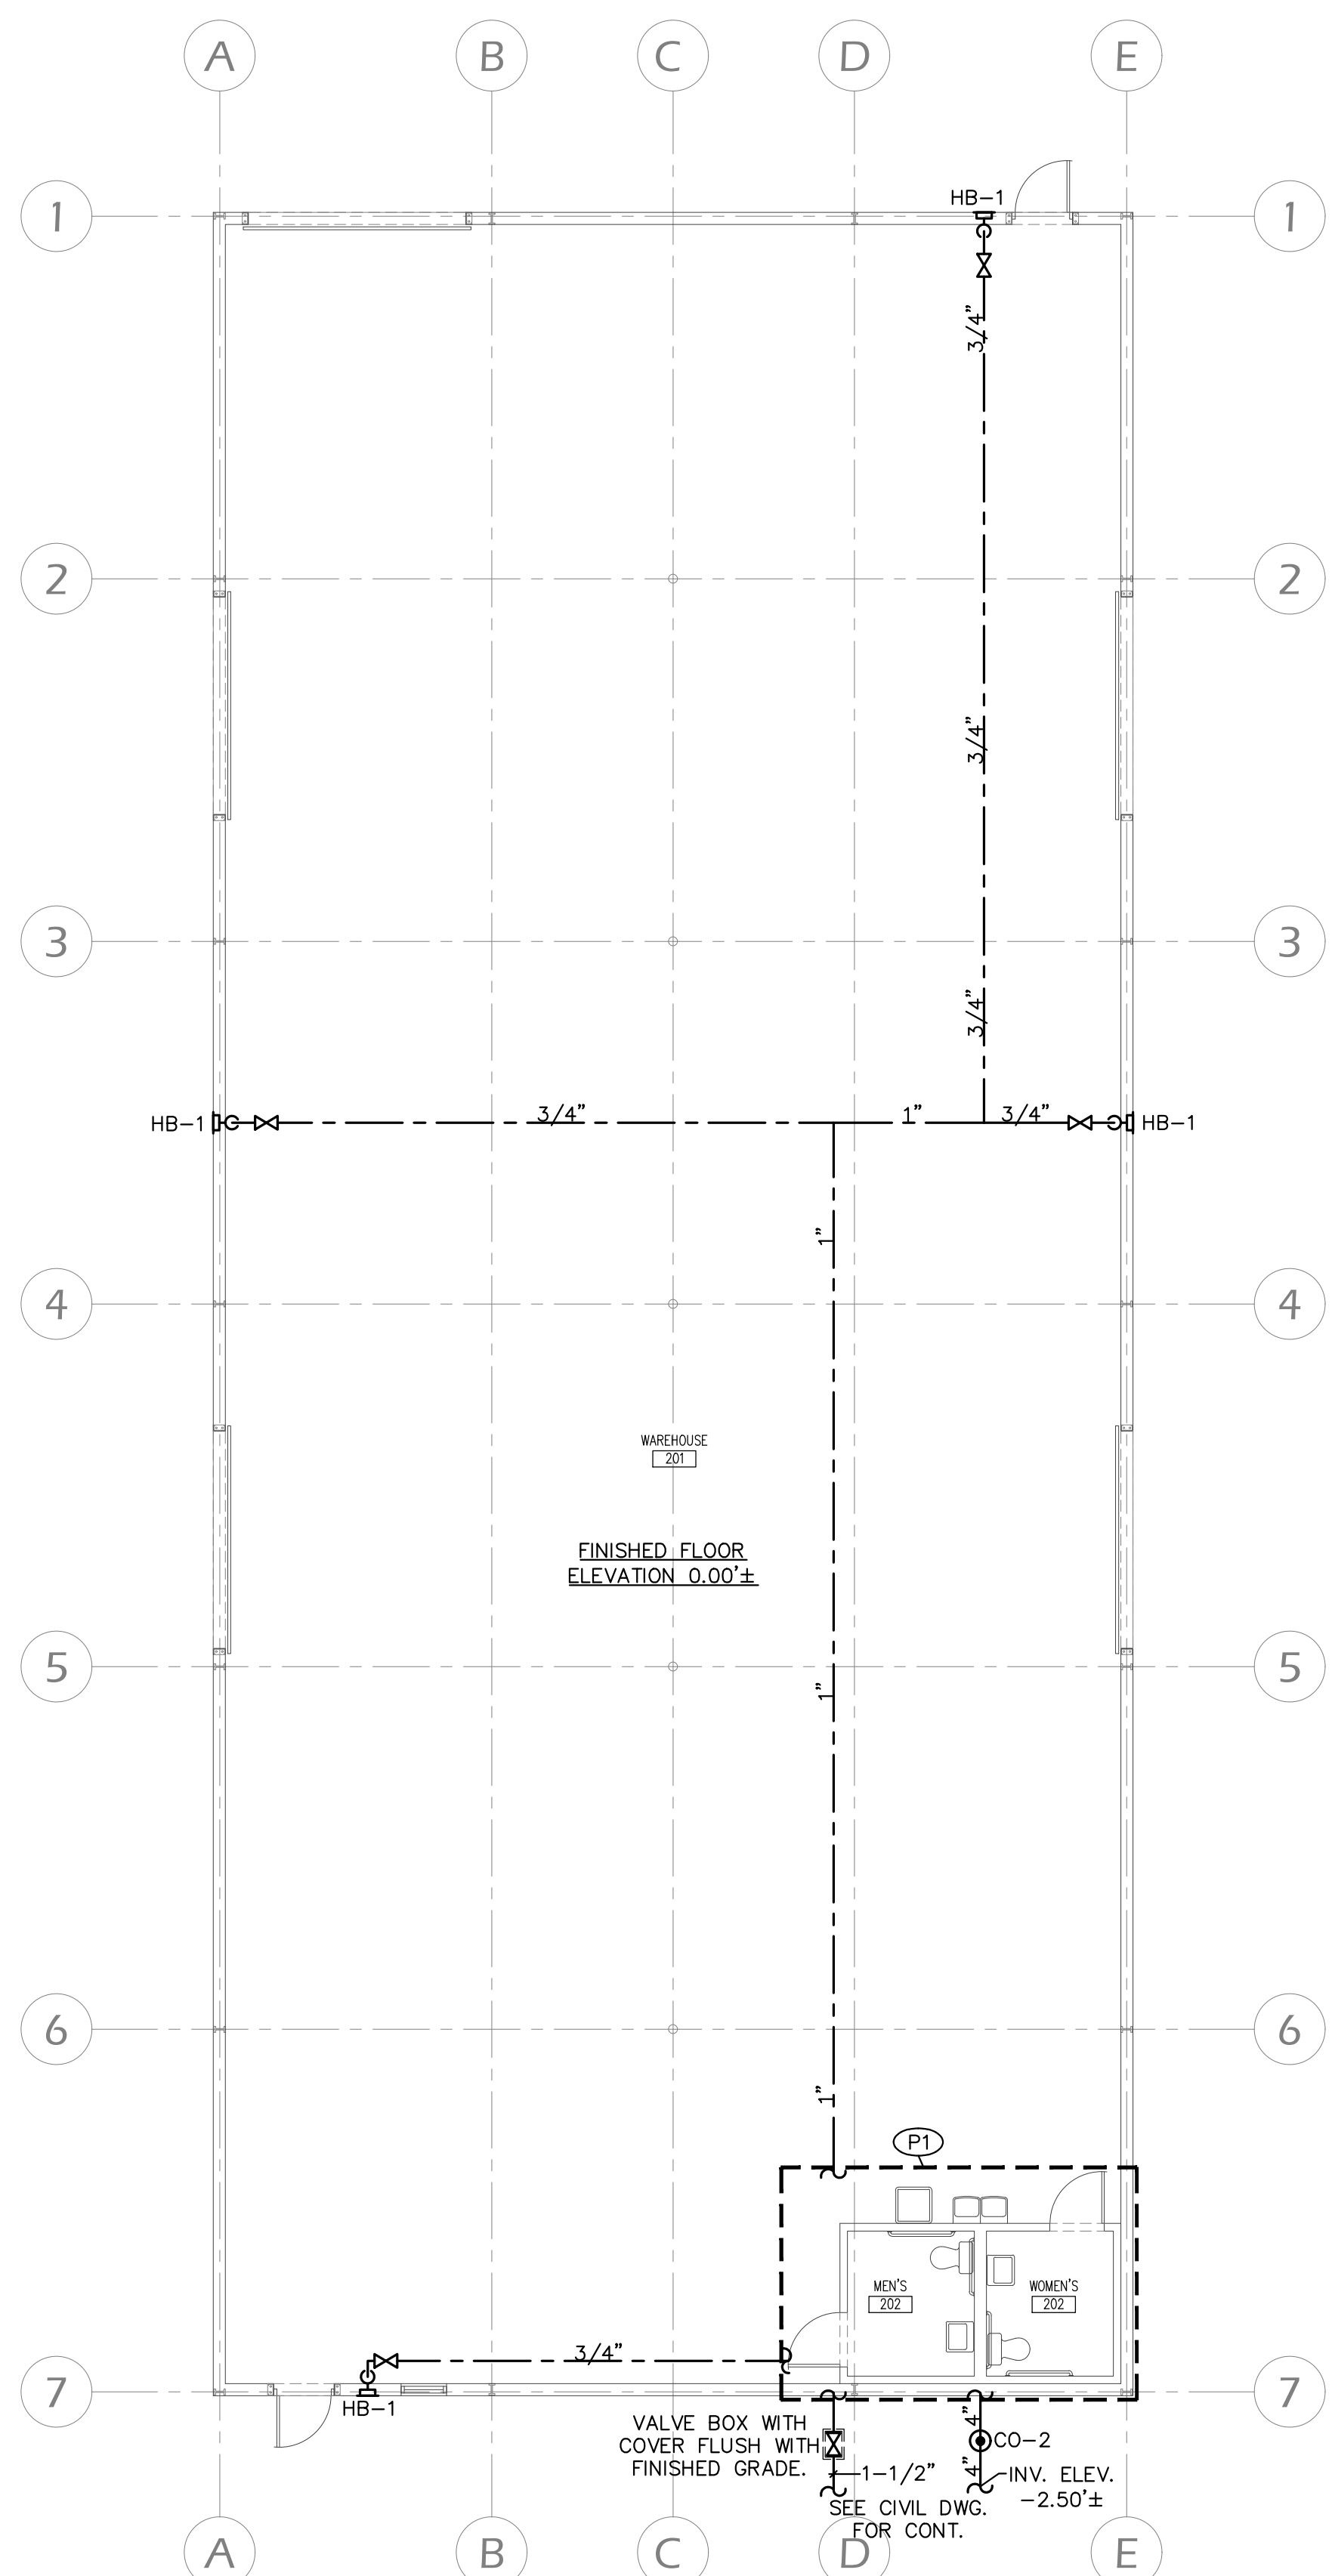 A B C D E
HB-1
1 1
3/4"
2 2
3/4"
3 3
3/4"
HB-1 3/4" 1" 3/4" HB-1
1"
4 4
WAREHOUSE
201
FINISHED FLOOR
ELEVATION 0.00'±
5 5
1"
6 6
1"
P1
MEN'S WOMEN'S
202 202
3/4"
7 7
HB-1
VALVE BOX WITH
COVER FLUSH WITH
FINISHED GRADE.
4"
CO-2
4"
1-1/2"
INV. ELEV.
-2.50'±
SEE CIVIL DWG.
FOR CONT.
A B C D E